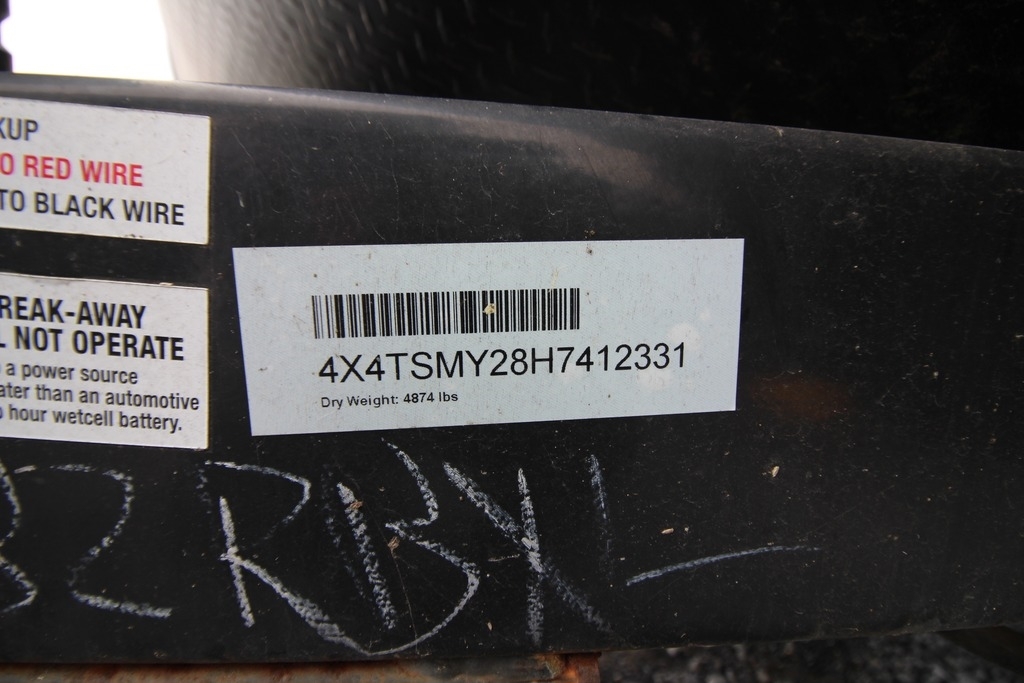 KUP
O RED WIRE
TO BLACK WIRE
REAK-AWAY
L NOT OPERATE
a power source
ater than an automotive
hour wetcell battery.
4X4TSMY28H7412331
Dry Weight: 4874 lbs
32RBXL